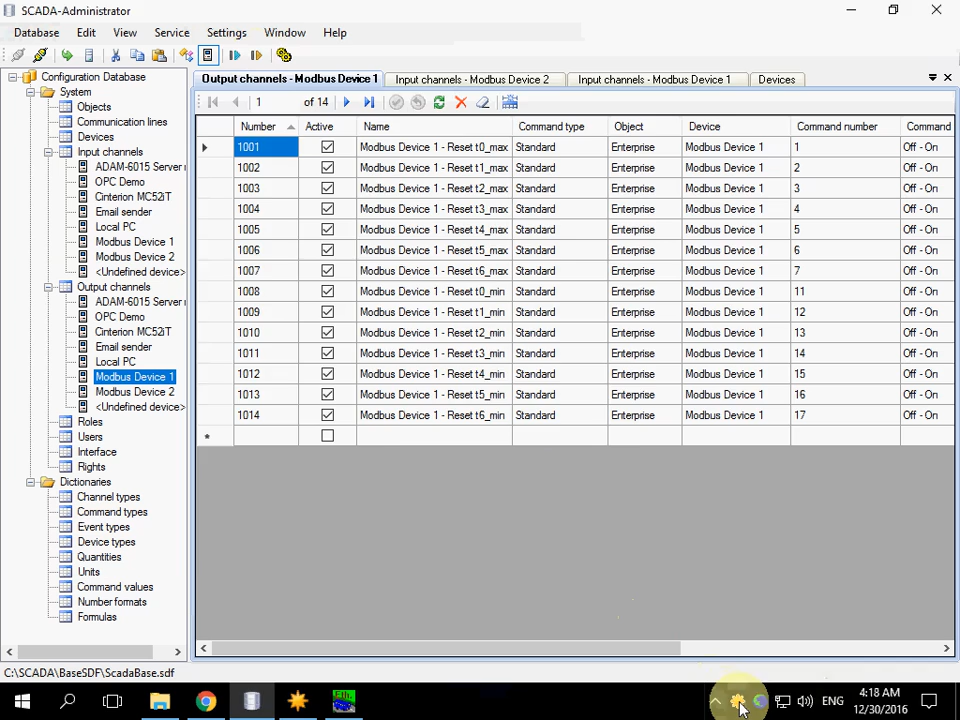 SCADA-Administrator
Database Edit View Service Settings Window Help
Configuration Database
System
Objects
Communication lines
Devices
Input channels
ADAM-6015 Server r
OPC Demo
Cinterion MC52iT
Email sender
Local PC
Modbus Device 1
Modbus Device 2
<Undefined device>
Output channels
ADAM-6015 Server r
OPC Demo
Cinterion MC52iT
Email sender
Local PC
Modbus Device 1
Modbus Device 2
<Undefined device>
Roles
Users
Interface
Rights
Dictionaries
Channel types
Command types
Event types
Device types
Quantities
Units
Command values
Number formats
Formulas
Output channels - Modbus Device 1 Input channels - Modbus Device 2 Input channels - Modbus Device 1 Devices
1 of 14
Number Active Name Command type Object Device Command number Command
1001 Modbus Device 1 - Reset t0_max Standard Enterprise Modbus Device 1 1 Off - On
1002 Modbus Device 1 - Reset t1_max Standard Enterprise Modbus Device 1 2 Off - On
1003 Modbus Device 1 - Reset t2_max Standard Enterprise Modbus Device 1 3 Off - On
1004 Modbus Device 1 - Reset t3_max Standard Enterprise Modbus Device 1 4 Off - On
1005 Modbus Device 1 - Reset t4_max Standard Enterprise Modbus Device 1 5 Off - On
1006 Modbus Device 1 - Reset t5_max Standard Enterprise Modbus Device 1 6 Off - On
1007 Modbus Device 1 - Reset t6_max Standard Enterprise Modbus Device 1 7 Off - On
1008 Modbus Device 1 - Reset t0_min Standard Enterprise Modbus Device 1 11 Off - On
1009 Modbus Device 1 - Reset t1_min Standard Enterprise Modbus Device 1 12 Off - On
1010 Modbus Device 1 - Reset t2_min Standard Enterprise Modbus Device 1 13 Off - On
1011 Modbus Device 1 - Reset t3_min Standard Enterprise Modbus Device 1 14 Off - On
1012 Modbus Device 1 - Reset t4_min Standard Enterprise Modbus Device 1 15 Off - On
1013 Modbus Device 1 - Reset t5_min Standard Enterprise Modbus Device 1 16 Off - On
1014 Modbus Device 1 - Reset t6_min Standard Enterprise Modbus Device 1 17 Off - On
C:\SCADA\BaseSDF\ScadaBase.sdf
ENG
4:18 AM
12/30/2016